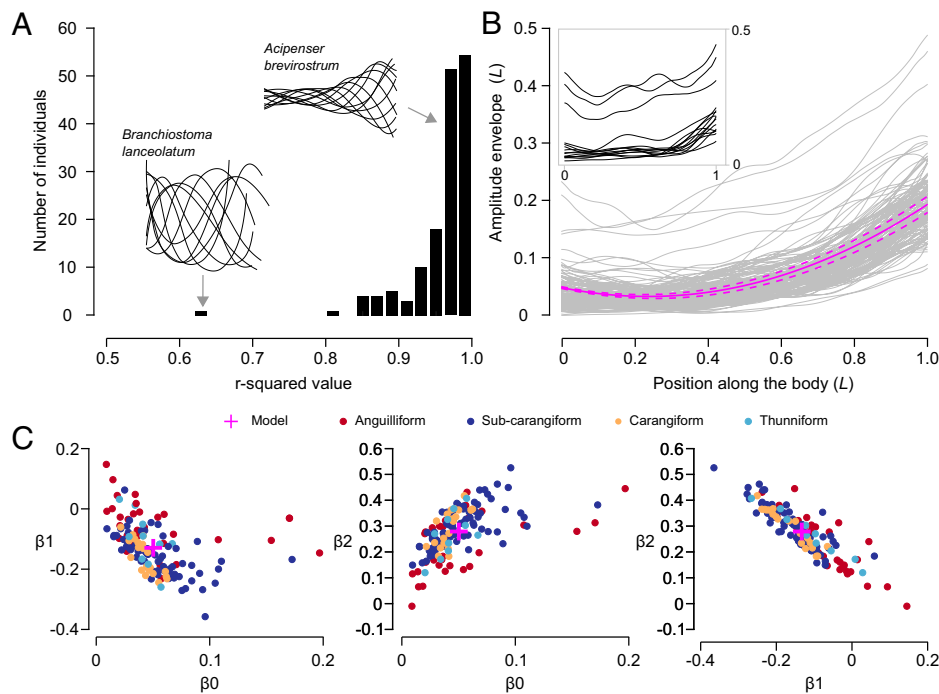 A
60
50
40
30
20
10
0
Number of individuals
Acipenser
brevirostrum
Branchiostoma
lanceolatum
0.5 0.6 0.7 0.8 0.9 1.0
r-squared value
B
0.5
0.4
0.3
0.2
0.1
0
Amplitude envelope (L)
0.5
0
0 1
0 0.2 0.4 0.6 0.8 1.0
Position along the body (L)
Model Anguilliform Sub-carangiform Carangiform Thunniform
C
0.2
0
-0.2
-0.4
β1
0 0.1 0.2
β0
0.6
0.5
0.4
0.3
0.2
0.1
0
-0.1
β2
0 0.1 0.2
β0
0.6
0.5
0.4
0.3
0.2
0.1
0
-0.1
β2
-0.4 -0.2 0 0.2
β1